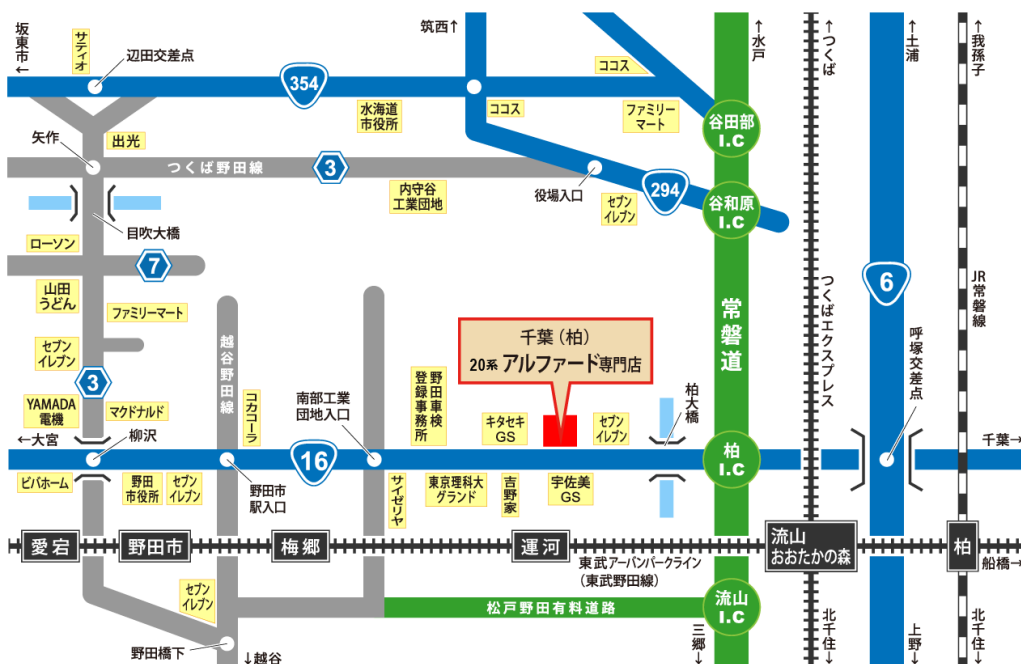 坂東市←
サティオ
辺田交差点
354
水海道
市役所
筑西↑
ココス
ココス
ファミリー
マート
谷田部
I.C
↑水戸
↑つくば
↑土浦
↑我孫子
矢作
出光
つくば野田線
3
内守谷
工業団地
役場入口
セブン
イレブン
294
谷和原
I.C
目吹大橋
ローソン
7
山田
うどん
ファミリーマート
セブン
イレブン
3
YAMADA
電機
マクドナルド
←大宮
柳沢
越谷野田線
コカコーラ
南部工業
団地入口
野田車検
登録事務所
千葉(柏)
20系 アルファード専門店
キタセキ
GS
セブン
イレブン
柏大橋
常磐道
つくばエクスプレス
6
呼塚交差点
JR
常磐線
千葉→
16
柏
I.C
ビバホーム
野田
市役所
セブン
イレブン
野田市
駅入口
サイゼリヤ
東京理科大
グランド
吉野家
宇佐美
GS
愛宕
野田市
梅郷
運河
東武アーバンパークライン
(東武野田線)
流山
おおたかの森
柏
船橋→
セブン
イレブン
松戸野田有料道路
流山
I.C
野田橋下
↓越谷
三郷↓
北千住↓
上野↓
北千住↓